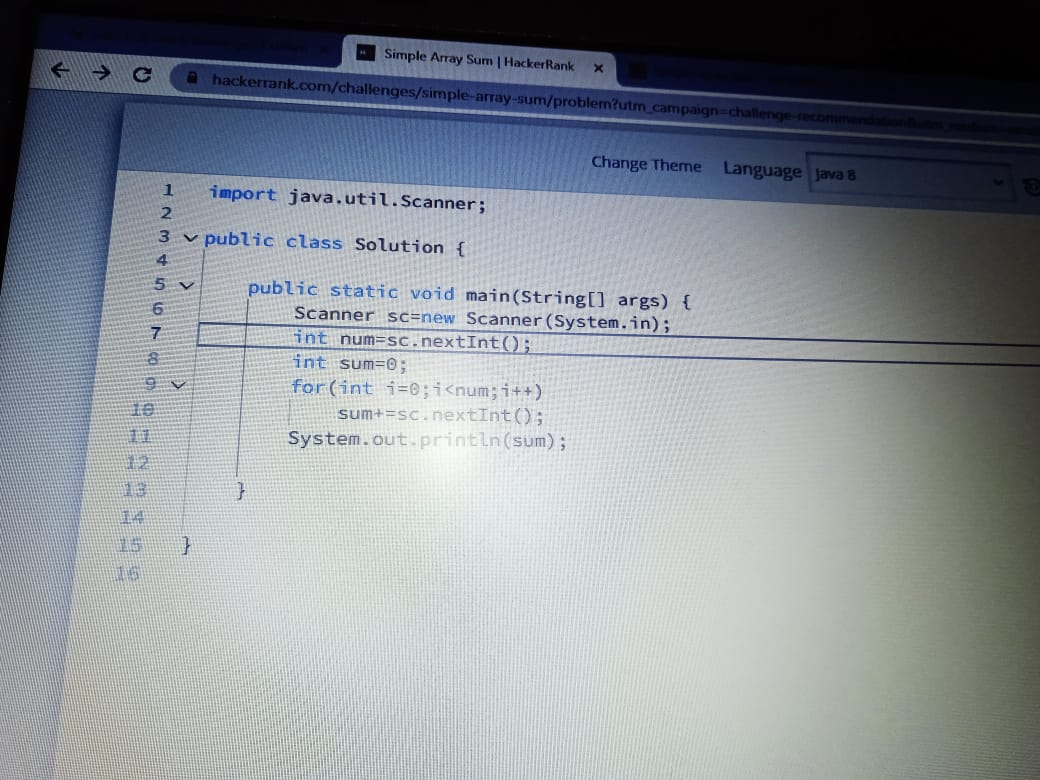 Simple Array Sum | HackerRank
hackerrank.com/challenges/simple-array-sum/problem?utm_campaign=challenge-recommendation&utm_
Change Theme Language Java 8
1 import java.util.Scanner;
2
3 public class Solution {
4
5 public static void main(String[] args) {
6 Scanner sc=new Scanner(System.in);
7 int num=sc.nextInt();
8 int sum=0;
9 for(int i=0;i<num;i++)
10 sum+=sc.nextInt();
11 System.out.println(sum);
12
13 }
14
15 }
16